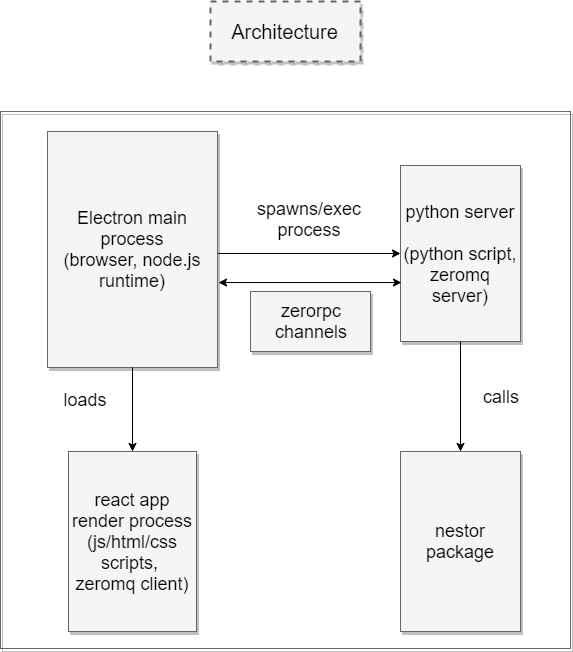 Architecture
Electron main
process
(browser, node.js
runtime)
spawns/exec
process
python server
(python script,
zeromq
server)
zerorpc
channels
loads
calls
react app
render process
(js/html/css
scripts,
zeromq client)
nestor
package